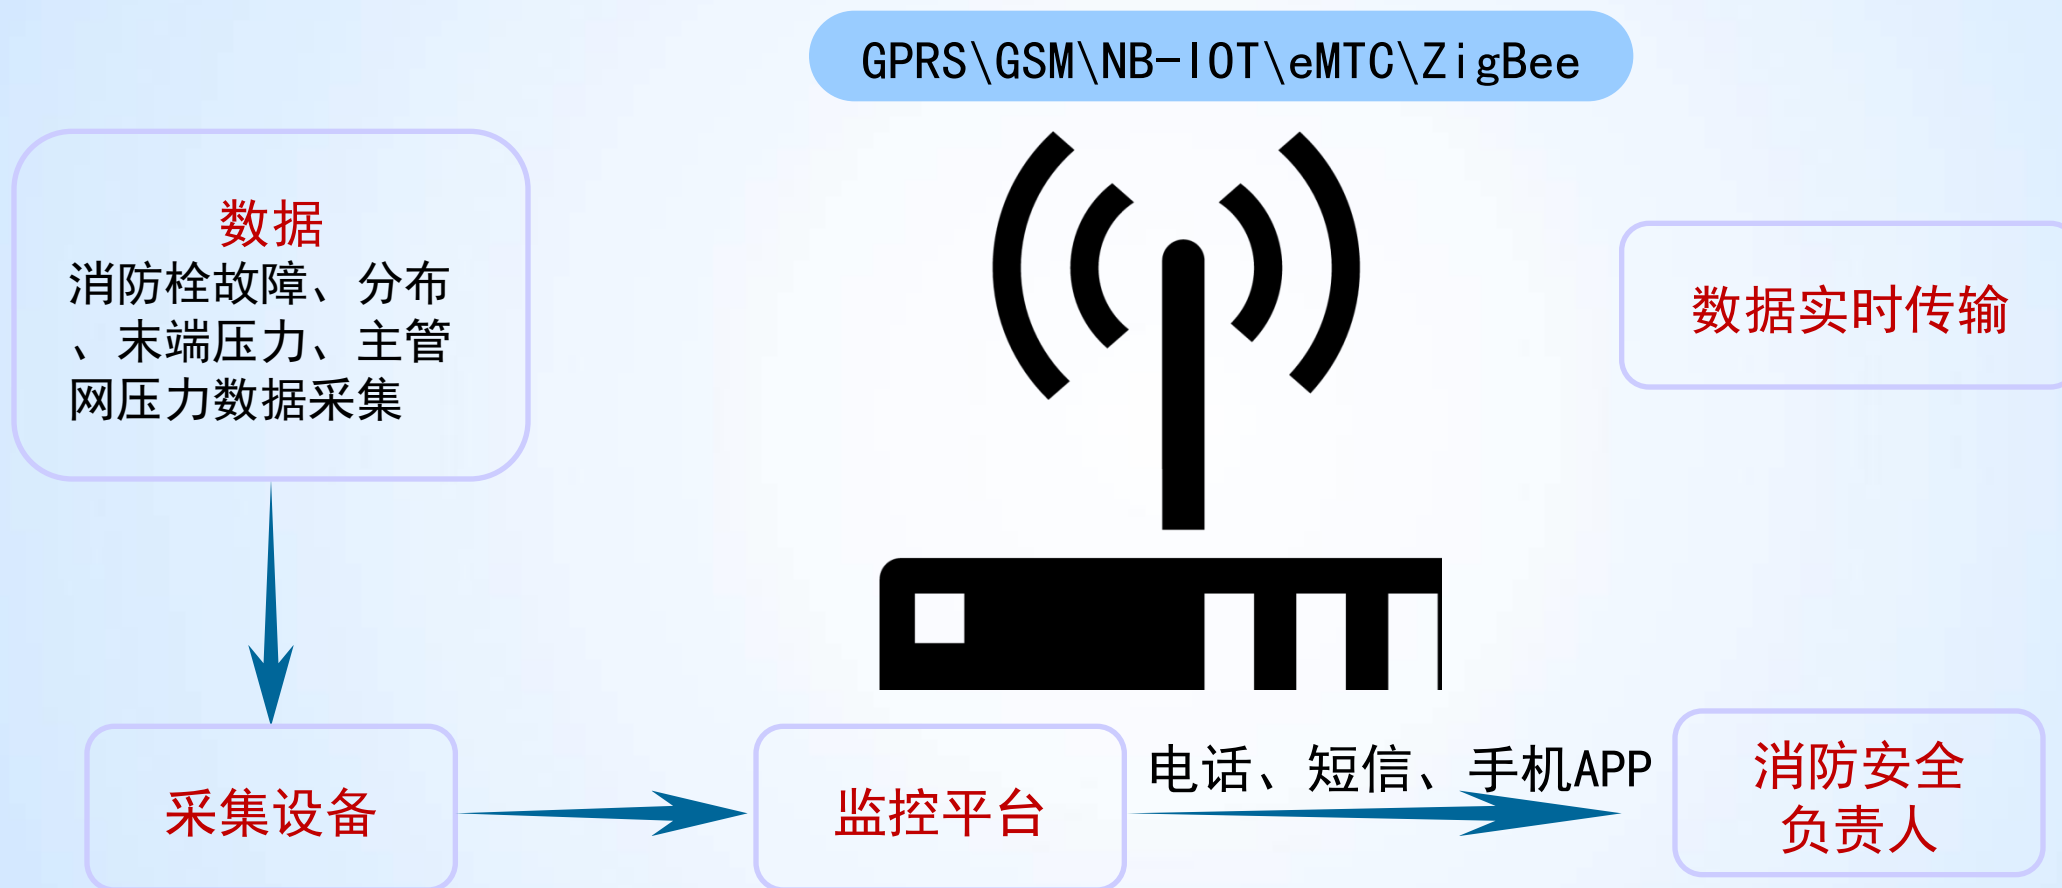 GPRS\GSM\NB-IOT\eMTC\ZigBee
数据
消防栓故障、分布
、末端压力、主管
网压力数据采集
数据实时传输
采集设备
监控平台
电话、短信、手机APP
消防安全
负责人